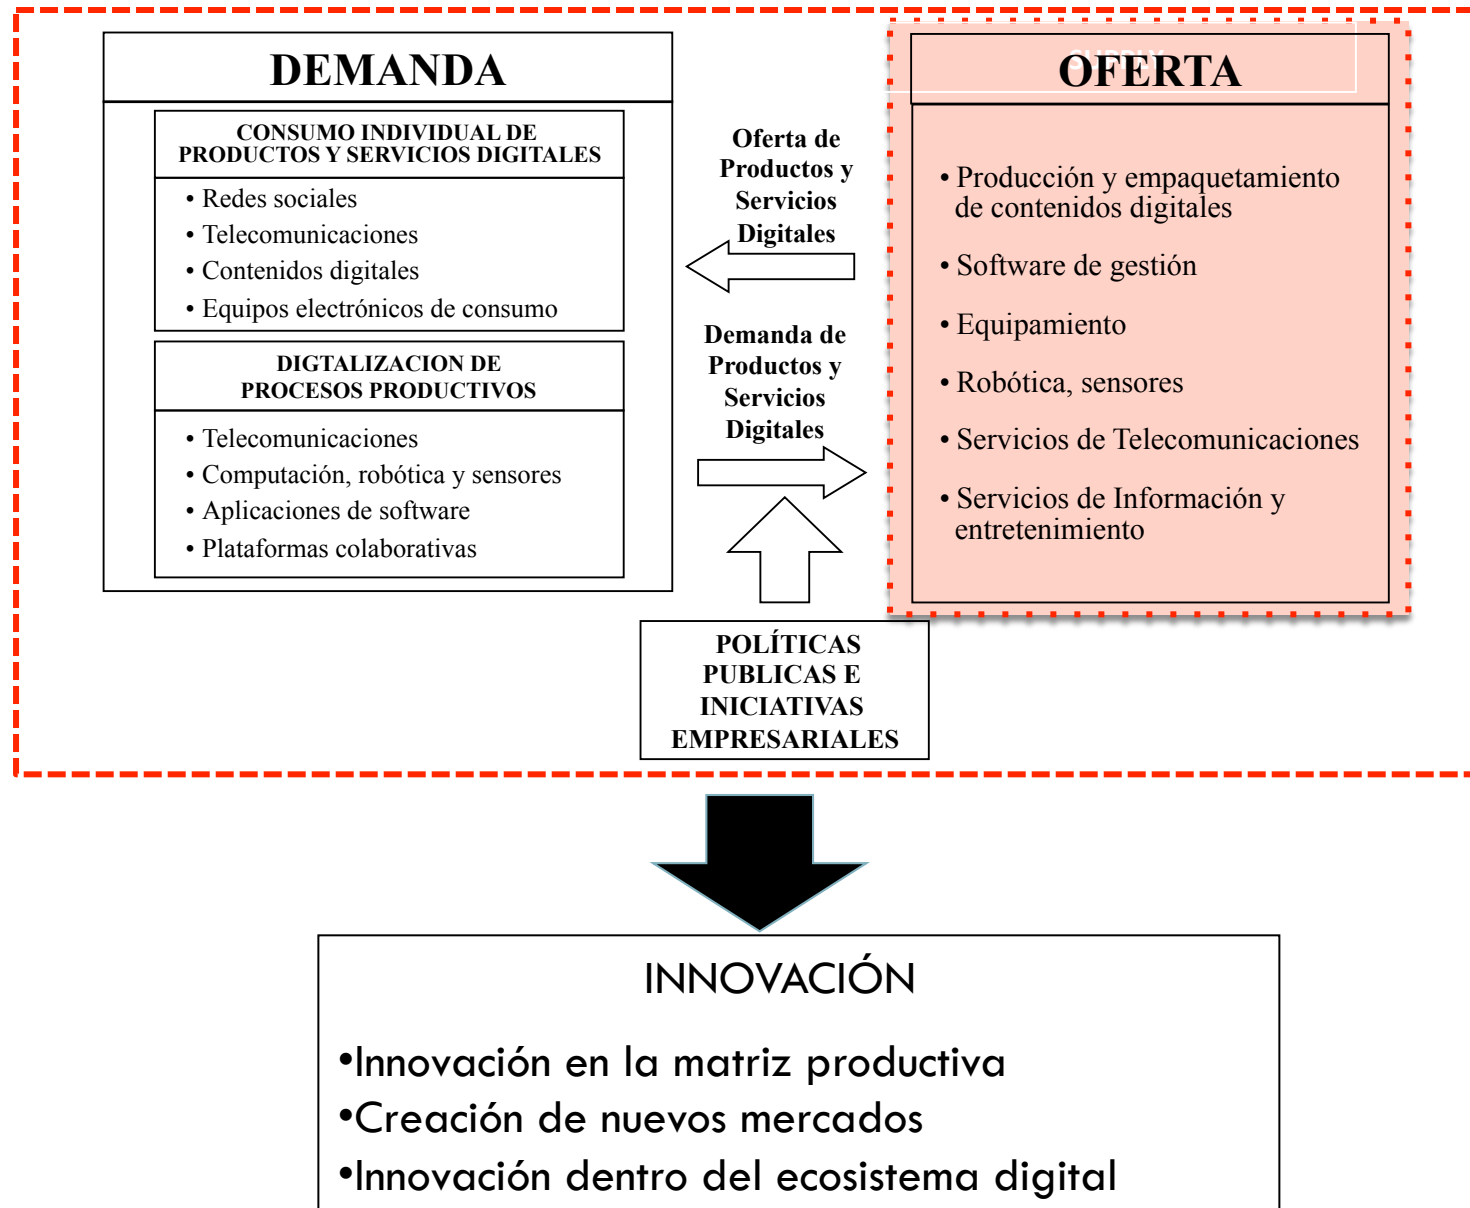 DEMANDA
CONSUMO INDIVIDUAL DE
PRODUCTOS Y SERVICIOS DIGITALES
• Redes sociales
• Telecomunicaciones
• Contenidos digitales
• Equipos electrónicos de consumo
DIGTALIZACION DE
PROCESOS PRODUCTIVOS
• Telecomunicaciones
• Computación, robótica y sensores
• Aplicaciones de software
• Plataformas colaborativas
Oferta de
Productos y
Servicios
Digitales
Demanda de
Productos y
Servicios
Digitales
SUPPLY
OFERTA
• Producción y empaquetamiento
de contenidos digitales
• Software de gestión
• Equipamiento
• Robótica, sensores
• Servicios de Telecomunicaciones
• Servicios de Información y
entretenimiento
POLÍTICAS
PUBLICAS E
INICIATIVAS
EMPRESARIALES
INNOVACIÓN
•Innovación en la matriz productiva
•Creación de nuevos mercados
•Innovación dentro del ecosistema digital